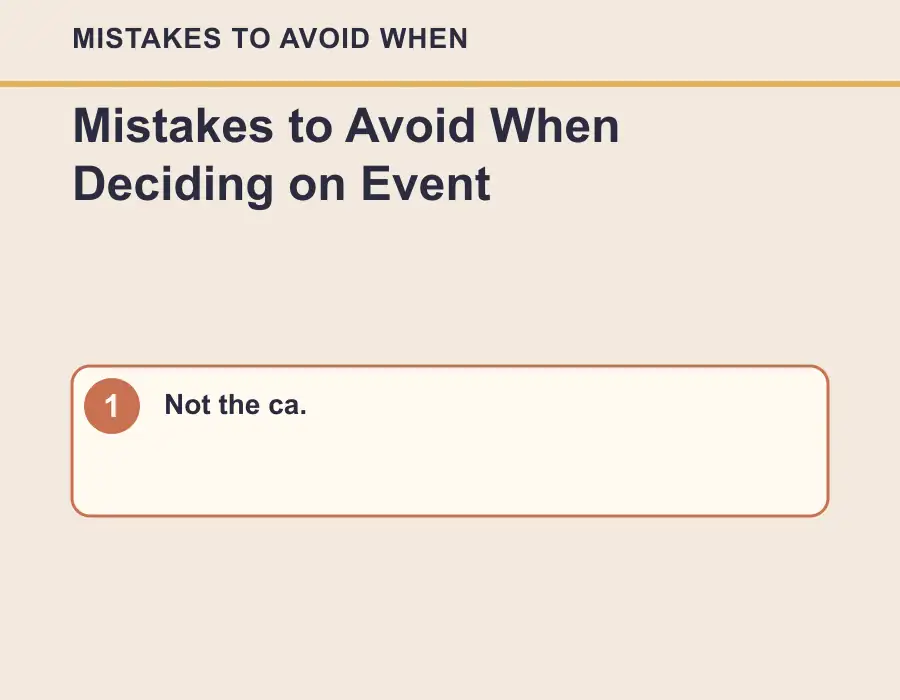 MISTAKES TO AVOID WHEN
Mistakes to Avoid When
Deciding on Event
1
Not the ca.